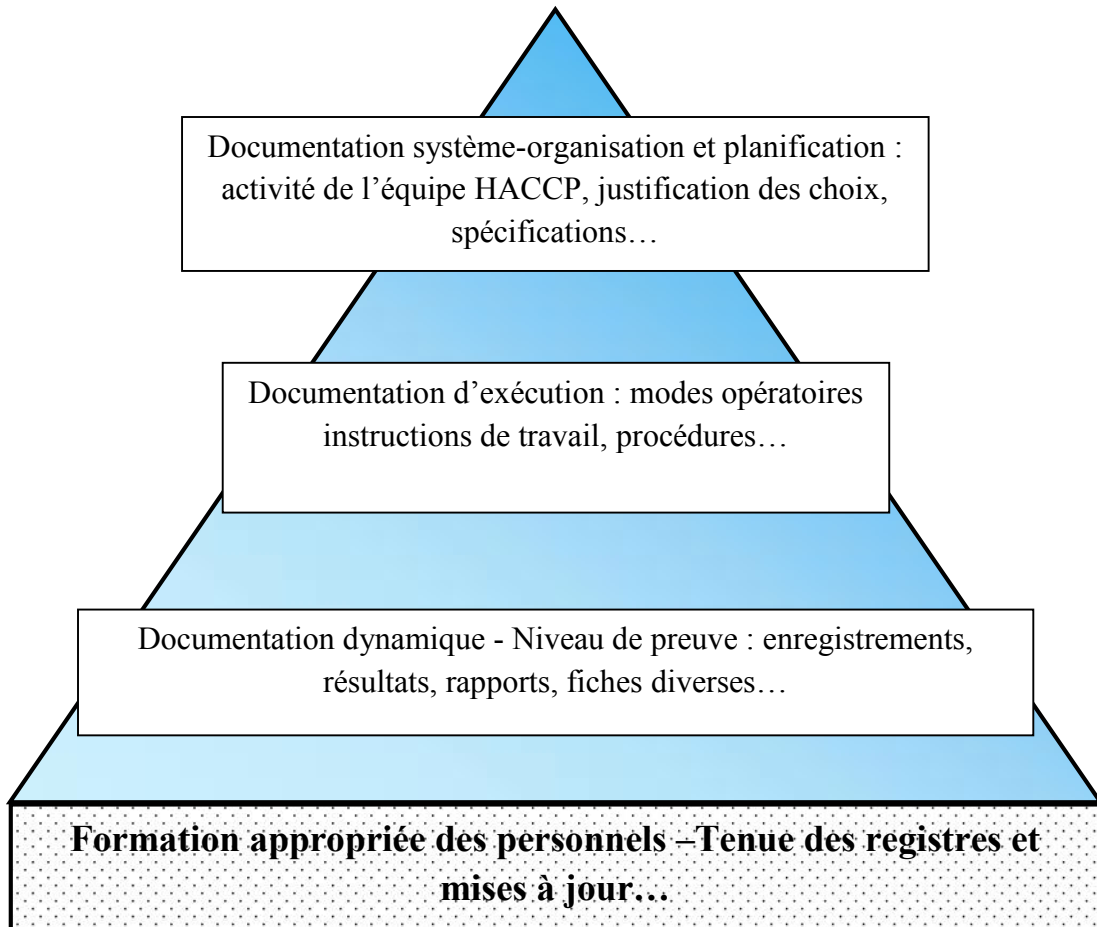 Documentation système-organisation et planification :
activité de l’équipe HACCP, justification des choix,
spécifications…
Documentation d’exécution : modes opératoires
instructions de travail, procédures…
Documentation dynamique - Niveau de preuve : enregistrements,
résultats, rapports, fiches diverses…
Formation appropriée des personnels –Tenue des registres et
mises à jour…